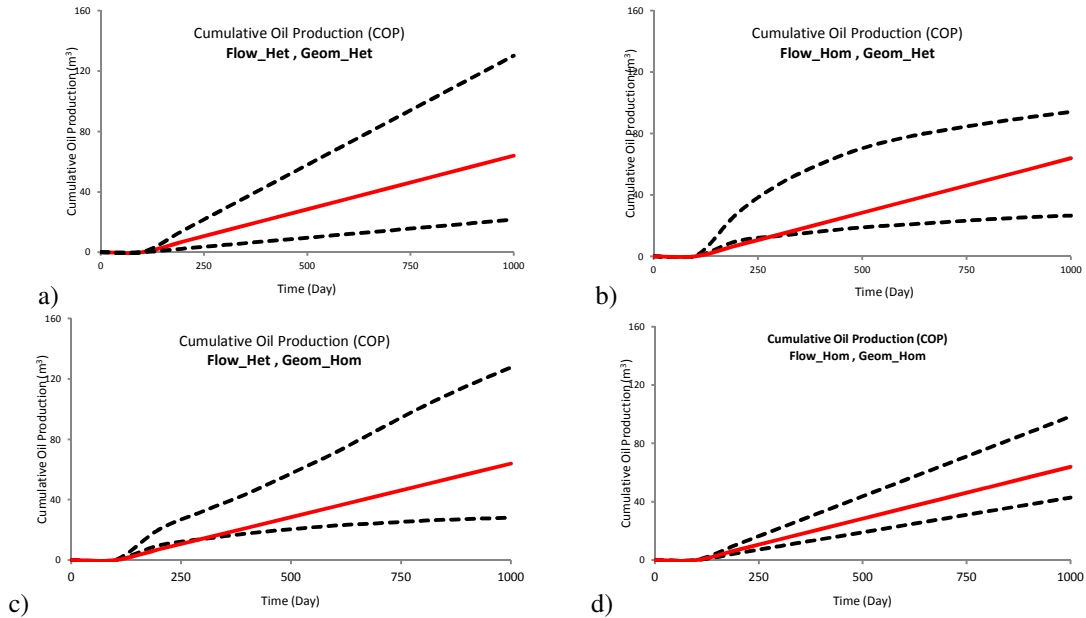 Cumulative Oil Production (COP)
Flow_Het , Geom_Het
Cumulative Oil Production (m³)
160
120
80
40
0
0
250
500
750
1000
Time (Day)
a)
Cumulative Oil Production (COP)
Flow_Hom , Geom_Het
Cumulative Oil Production (m³)
160
120
80
40
0
0
250
500
750
1000
Time (Day)
b)
Cumulative Oil Production (COP)
Flow_Het , Geom_Hom
Cumulative Oil Production (m³)
160
120
80
40
0
0
250
500
750
1000
Time (Day)
c)
Cumulative Oil Production (COP)
Flow_Hom , Geom_Hom
Cumulative Oil Production (m³)
160
120
80
40
0
0
250
500
750
1000
Time (Day)
d)